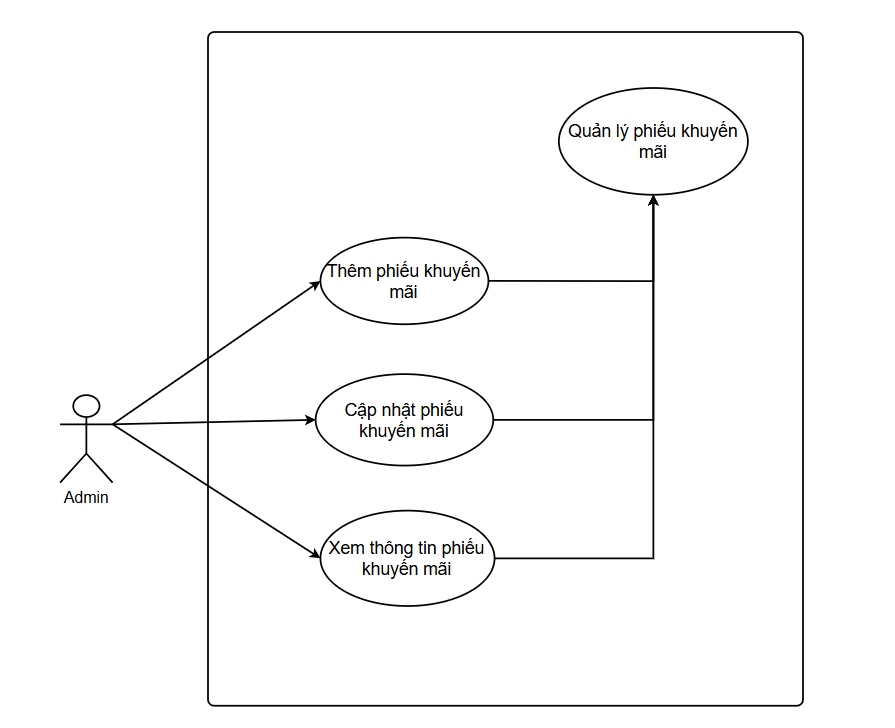 Quản lý phiếu khuyến
mãi
Thêm phiếu khuyến
mãi
Cập nhật phiếu
khuyến mãi
Admin
Xem thông tin phiếu
khuyến mãi